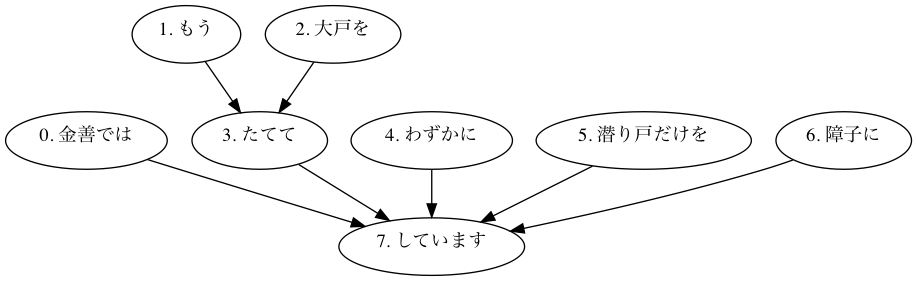 1. もう
2. 大戸を
0. 金善では
3. たてて
4. わずかに
5. 潜り戸だけを
6. 障子に
7. しています